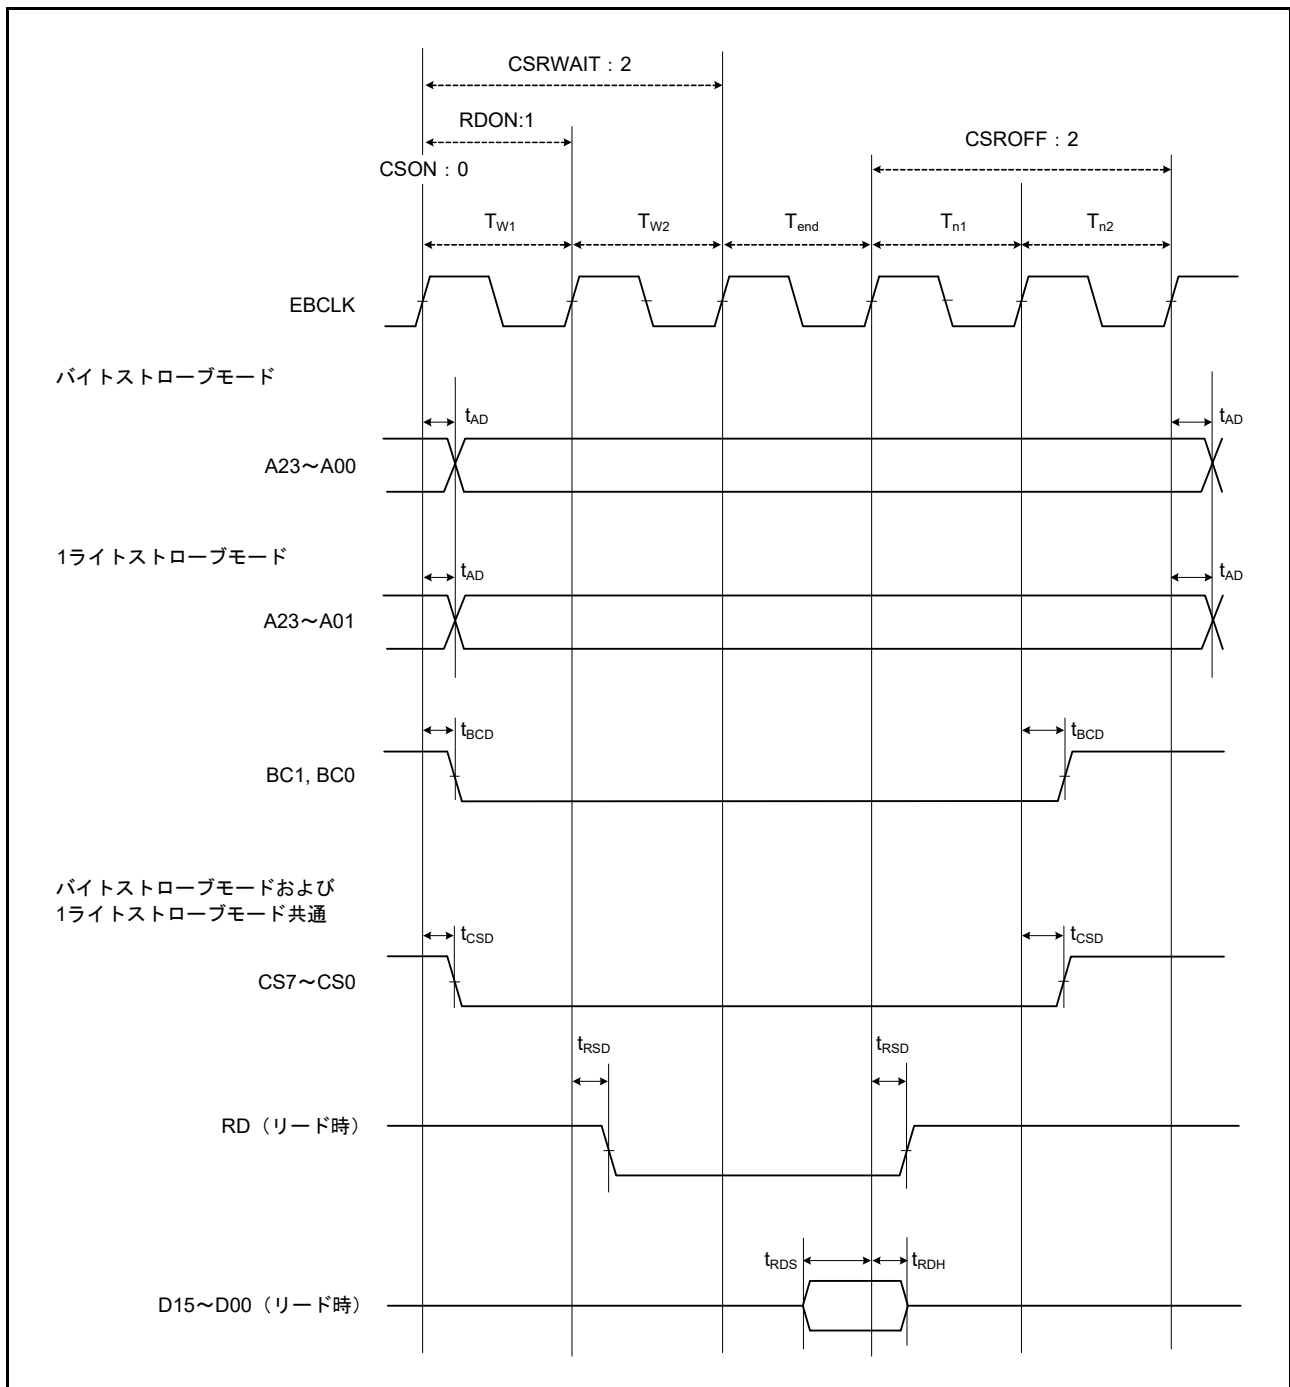 CSRWAIT：2
RDON:1
CSROFF：2
CSON：0
TW1 TW2 Tend Tn1 Tn2
EBCLK
バイトストローブモード
tAD tAD
A23～A00
1ライトストローブモード
tAD tAD
A23～A01
tBCD tBCD
BC1, BC0
バイトストローブモードおよび
1ライトストローブモード共通
tCSD tCSD
CS7～CS0
tRSD tRSD
RD（リード時）
tRDS tRDH
D15～D00（リード時）